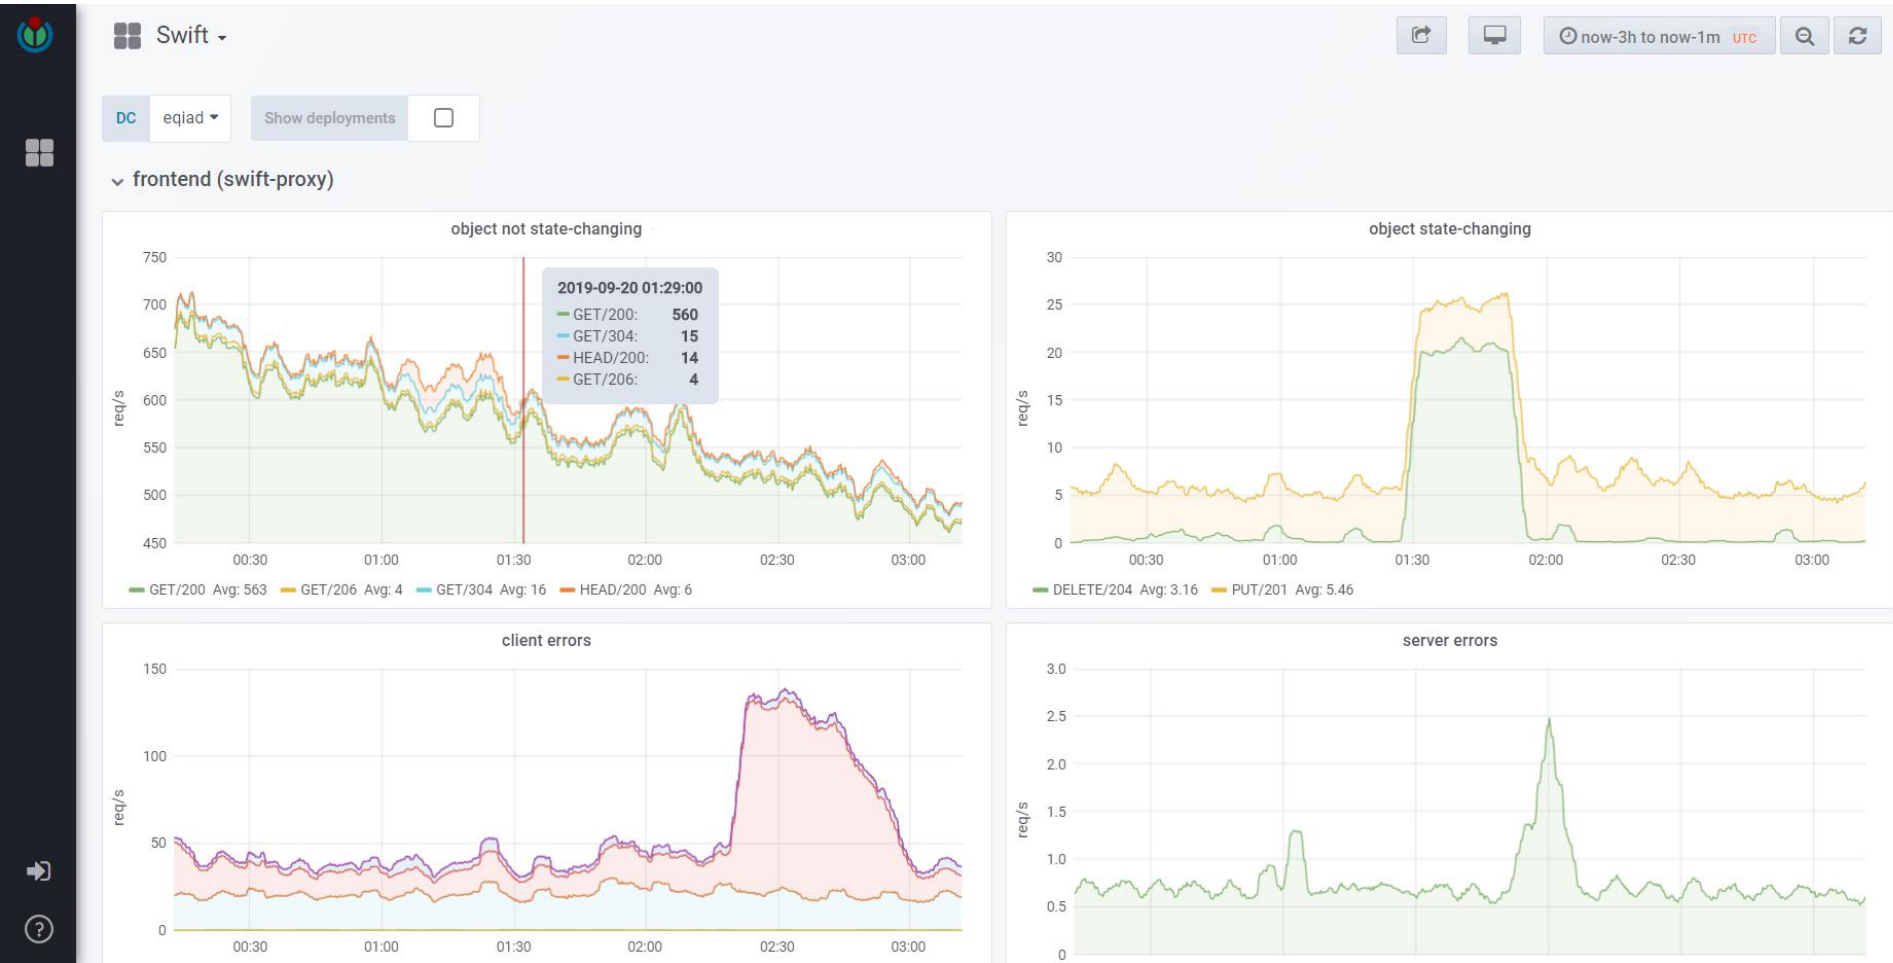 Swift
now-3h to now-1m UTC
DC eqiad Show deployments
frontend (swift-proxy)
object not state-changing
750
700
650
600
550
500
450
req/s
00:30 01:00 01:30 02:00 02:30 03:00
2019-09-20 01:29:00
GET/200: 560
GET/304: 15
HEAD/200: 14
GET/206: 4
GET/200 Avg: 563 GET/206 Avg: 4 GET/304 Avg: 16 HEAD/200 Avg: 6
object state-changing
30
25
20
15
10
5
0
req/s
00:30 01:00 01:30 02:00 02:30 03:00
DELETE/204 Avg: 3.16 PUT/201 Avg: 5.46
client errors
150
100
50
0
req/s
00:30 01:00 01:30 02:00 02:30 03:00
server errors
3.0
2.5
2.0
1.5
1.0
0.5
0
req/s
?